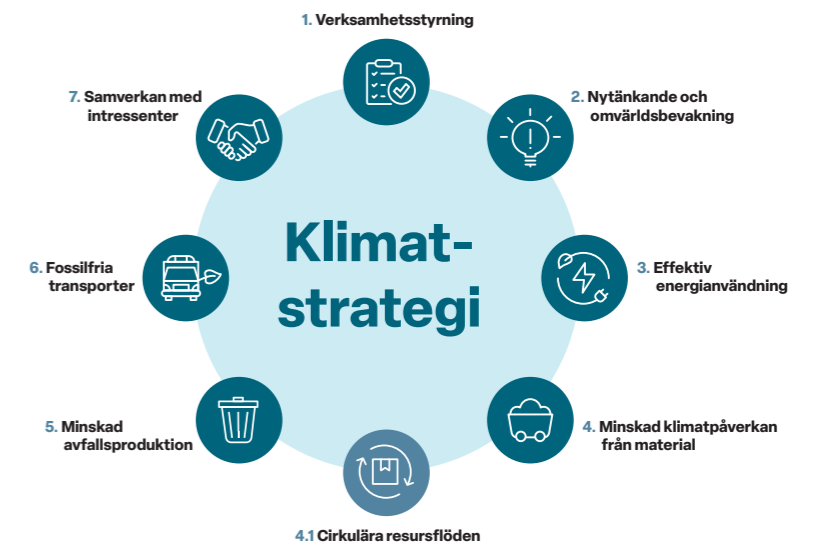 1. Verksamhetsstyrning
2. Nytänkande och
omvärldsbevakning
3. Effektiv
energianvändning
4. Minskad klimatpåverkan
från material
4.1 Cirkulära resursflöden
5. Minskad
avfallsproduktion
6. Fossilfria
transporter
7. Samverkan med
intressenter
Klimat-
strategi